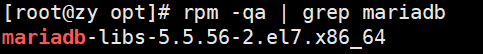 [root@zy opt]# rpm -qa | grep mariadb
mariadb-libs-5.5.56-2.el7.x86_64